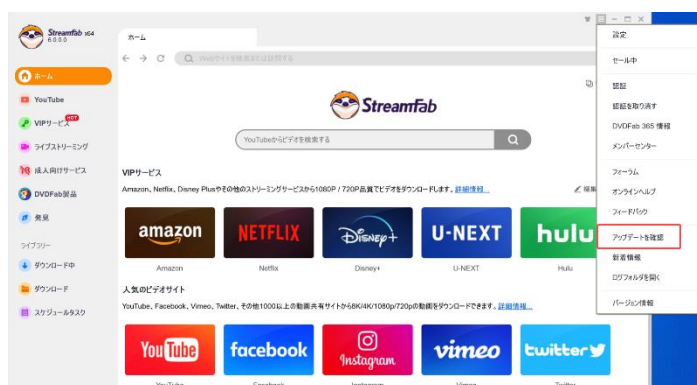 Streamfab x64
6.0.0.0
ホーム
YouTube
VIPサービス HOT
ライブストリーミング
成人向けサービス
DVDFab製品
発見
ライブラリー
ダウンロード中
ダウンロード
スケジュールタスク
ホーム
Webサイトを検索または訪問する
StreamFab
YouTubeからビデオを検索する
VIPサービス
Amazon、Netflix、Disney Plusやその他のストリーミングサービスから1080P / 720P品質でビデオをダウンロードします。詳細情報...
編集
amazon
NETFLIX
Disney+
U-NEXT
hulu
Amazon
Netflix
Disney+
U-NEXT
Hulu
人気のビデオサイト
YouTube、Facebook、Vimeo、Twitter、その他1000以上の動画共有サイトから8K/4K/1080p/720pの動画をダウンロードできます。詳細情報...
YouTube
facebook
Instagram
vimeo
twitter
YouTube
Facebook
Instagram
Vimeo
Twitter
設定
セール中
認証
認証を取り消す
DVDFab 365 情報
メンバーセンター
フォーラム
オンラインヘルプ
フィードバック
アップデートを確認
新着情報
ログフォルダを開く
バージョン情報